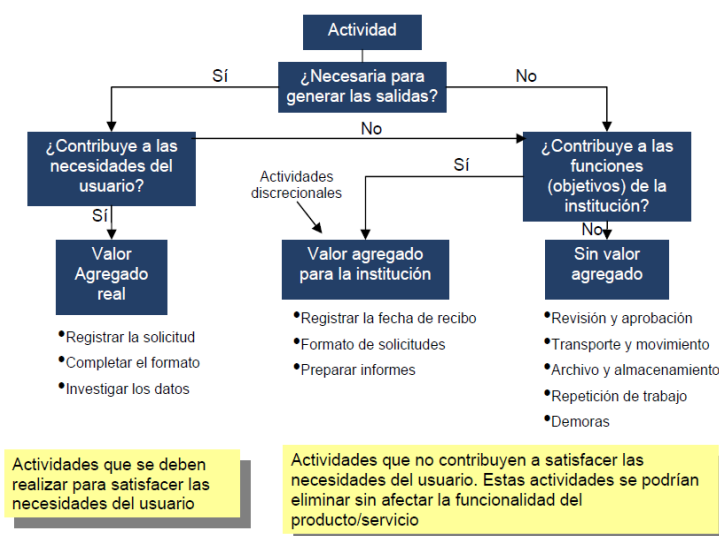 Actividad
Sí
¿Necesaria para
generar las salidas?
No
¿Contribuye a las
necesidades del
usuario?
No
¿Contribuye a las
funciones
(objetivos) de la
institución?
Actividades
discrecionales
Sí
Sí
No
Valor
Agregado
real
Valor agregado
para la institución
Sin valor
agregado
•Registrar la solicitud
•Completar el formato
•Investigar los datos
•Registrar la fecha de recibo
•Formato de solicitudes
•Preparar informes
•Revisión y aprobación
•Transporte y movimiento
•Archivo y almacenamiento
•Repetición de trabajo
•Demoras
Actividades que se deben
realizar para satisfacer las
necesidades del usuario
Actividades que no contribuyen a satisfacer las
necesidades del usuario. Estas actividades se podrían
eliminar sin afectar la funcionalidad del
producto/servicio